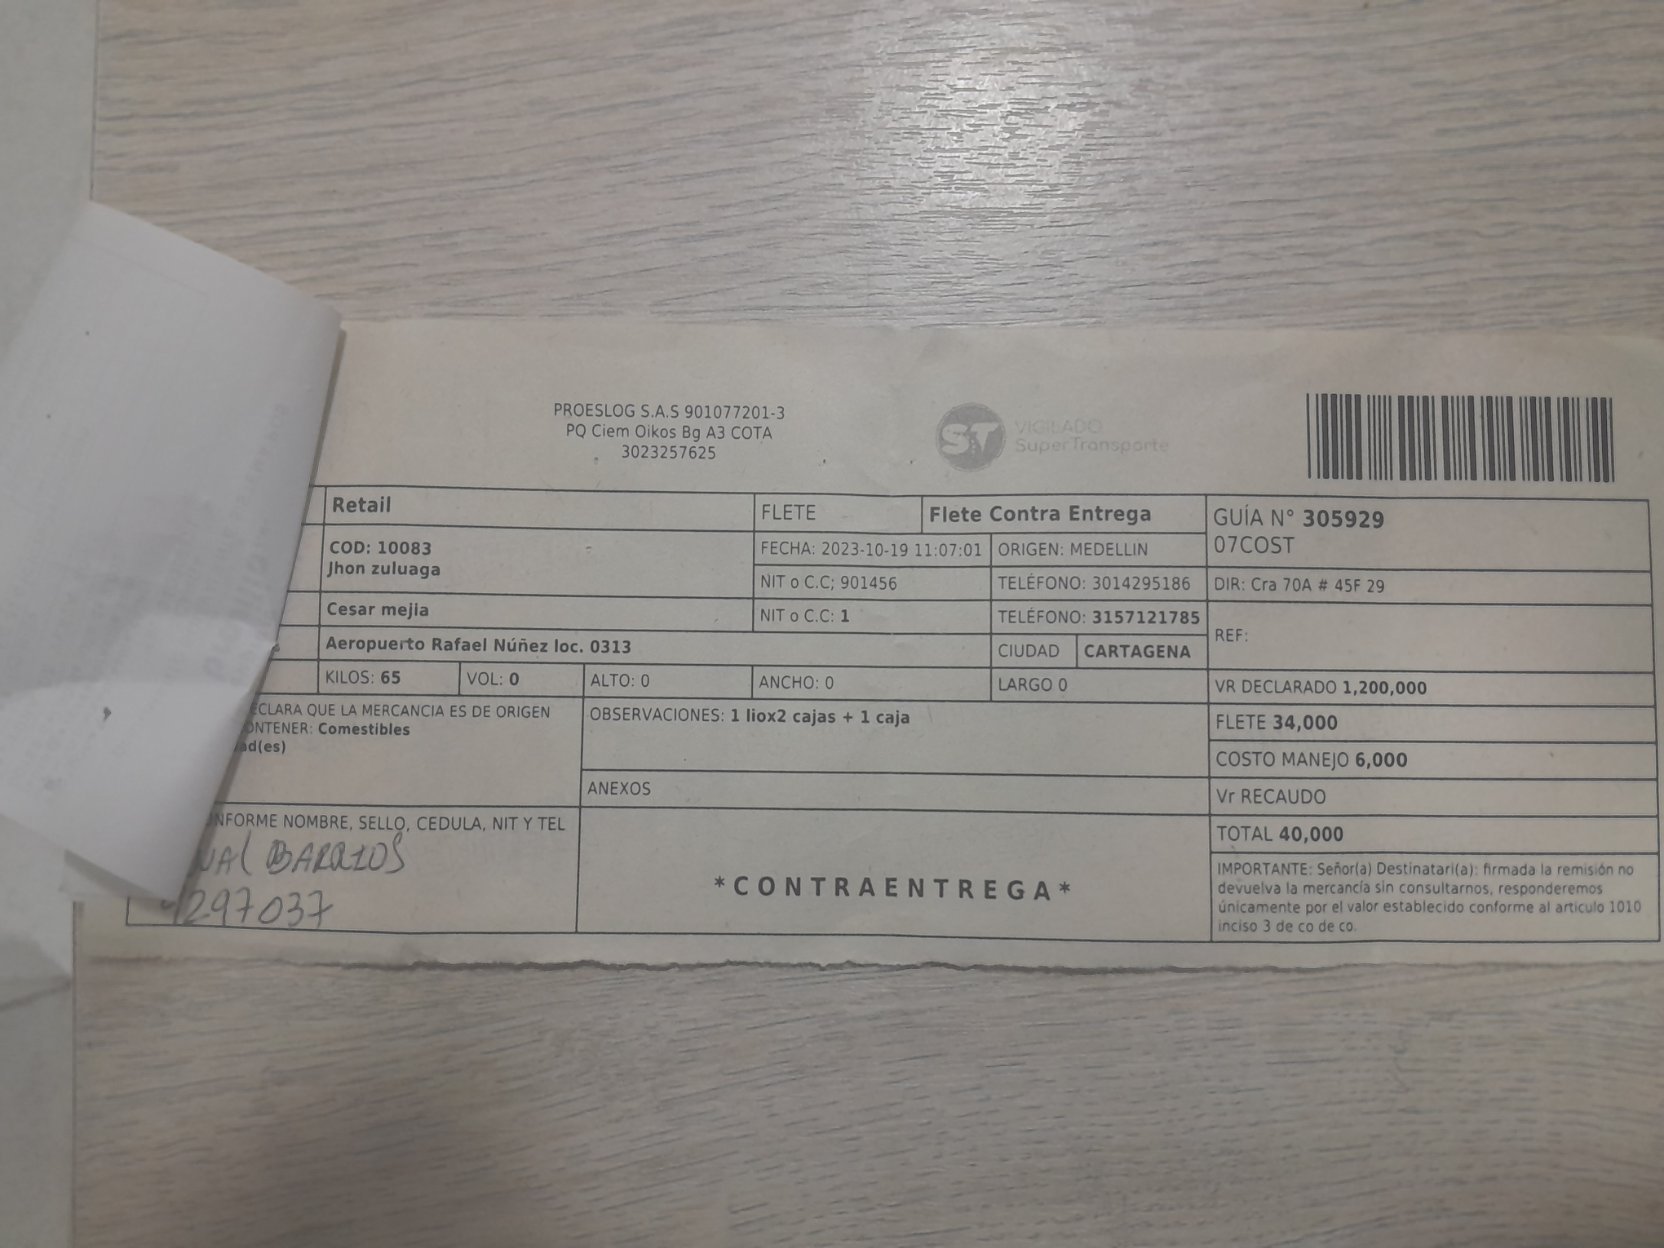 PROESLOG S.A.S 901077201-3
PQ Ciem Oikos Bg A3 COTA
3023257625
ST VIGILADO
SuperTransporte
Retail
FLETE
Flete Contra Entrega
GUÍA N° 305929
07COST
COD: 10083
Jhon zuluaga
FECHA: 2023-10-19 11:07:01
ORIGEN: MEDELLIN
NIT o C.C; 901456
TELÉFONO: 3014295186
DIR: Cra 70A # 45F 29
Cesar mejia
NIT o C.C: 1
TELÉFONO: 3157121785
REF:
Aeropuerto Rafael Núñez loc. 0313
CIUDAD
CARTAGENA
KILOS: 65
VOL: 0
ALTO: 0
ANCHO: 0
LARGO 0
VR DECLARADO 1,200,000
ECLARA QUE LA MERCANCIA ES DE ORIGEN
ONTENER: Comestibles
ad(es)
OBSERVACIONES: 1 liox2 cajas + 1 caja
FLETE 34,000
COSTO MANEJO 6,000
ANEXOS
Vr RECAUDO
NFORME NOMBRE, SELLO, CEDULA, NIT Y TEL
BARRIOS
297037
*CONTRAENTREGA*
TOTAL 40,000
IMPORTANTE: Señor(a) Destinatari(a): firmada la remisión no
devuelva la mercancía sin consultarnos, responderemos
únicamente por el valor establecido conforme al articulo 1010
inciso 3 de co de co.